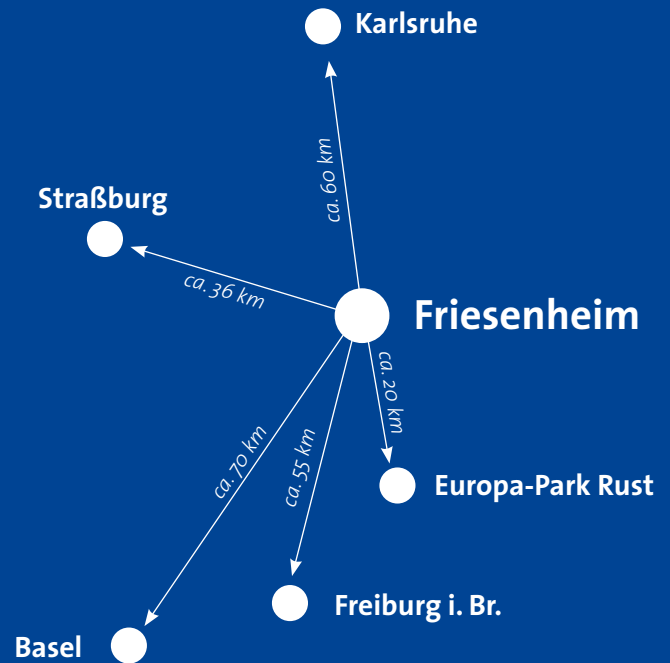 Karlsruhe
ca. 60 km
Straßburg
ca. 36 km
Friesenheim
ca. 20 km
ca. 70 km
ca. 55 km
Europa-Park Rust
Freiburg i. Br.
Basel